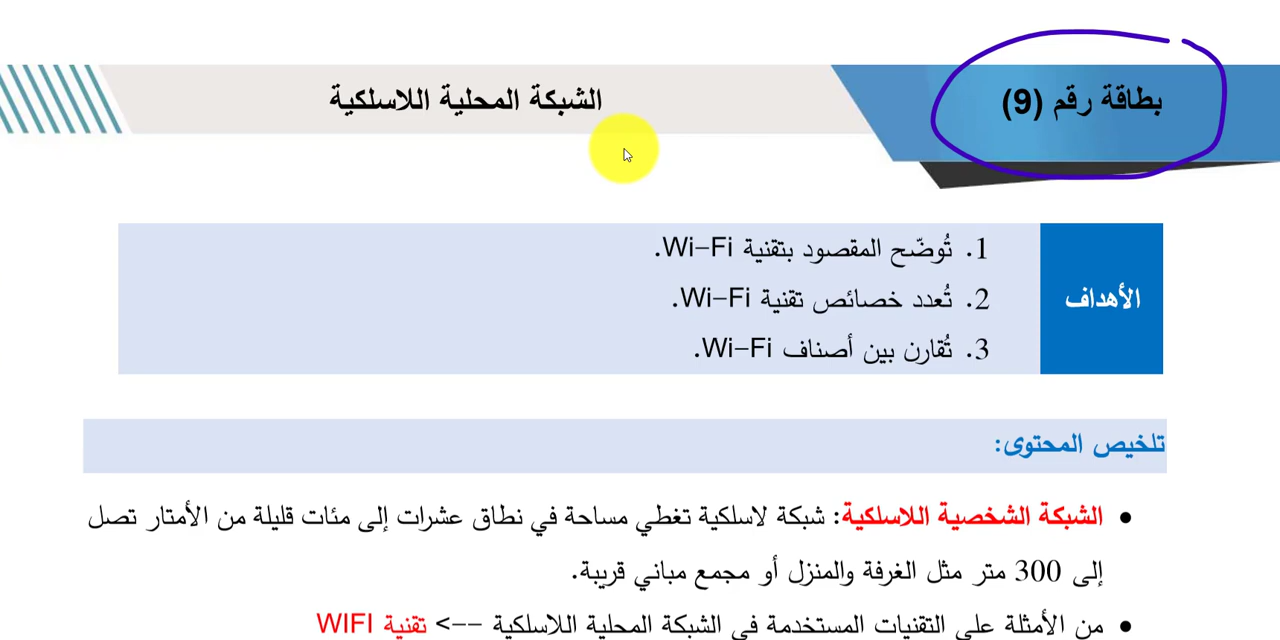 بطاقة رقم (9)
الشبكة المحلية اللاسلكية
الأهداف
1. تُوضّح المقصود بتقنية Wi-Fi.
2. تُعدد خصائص تقنية Wi-Fi.
3. تُقارن بين أصناف Wi-Fi.
تلخيص المحتوى:
• الشبكة الشخصية اللاسلكية: شبكة لاسلكية تغطي مساحة في نطاق عشرات إلى مئات قليلة من الأمتار تصل
إلى 300 متر مثل الغرفة والمنزل أو مجمع مباني قريبة.
• من الأمثلة على التقنيات المستخدمة في الشبكة المحلية اللاسلكية --> تقنية WIFI